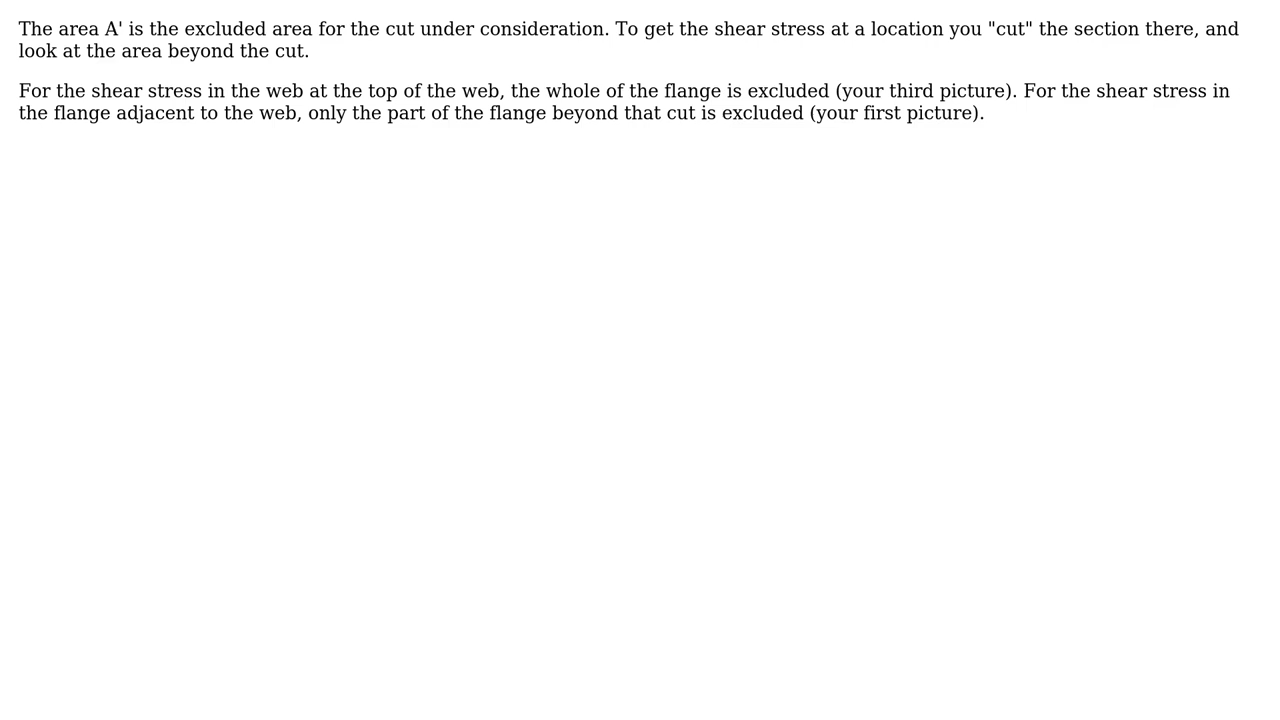 The area A' is the excluded area for the cut under consideration. To get the shear stress at a location you "cut" the section there, and
look at the area beyond the cut.
For the shear stress in the web at the top of the web, the whole of the flange is excluded (your third picture). For the shear stress in
the flange adjacent to the web, only the part of the flange beyond that cut is excluded (your first picture).